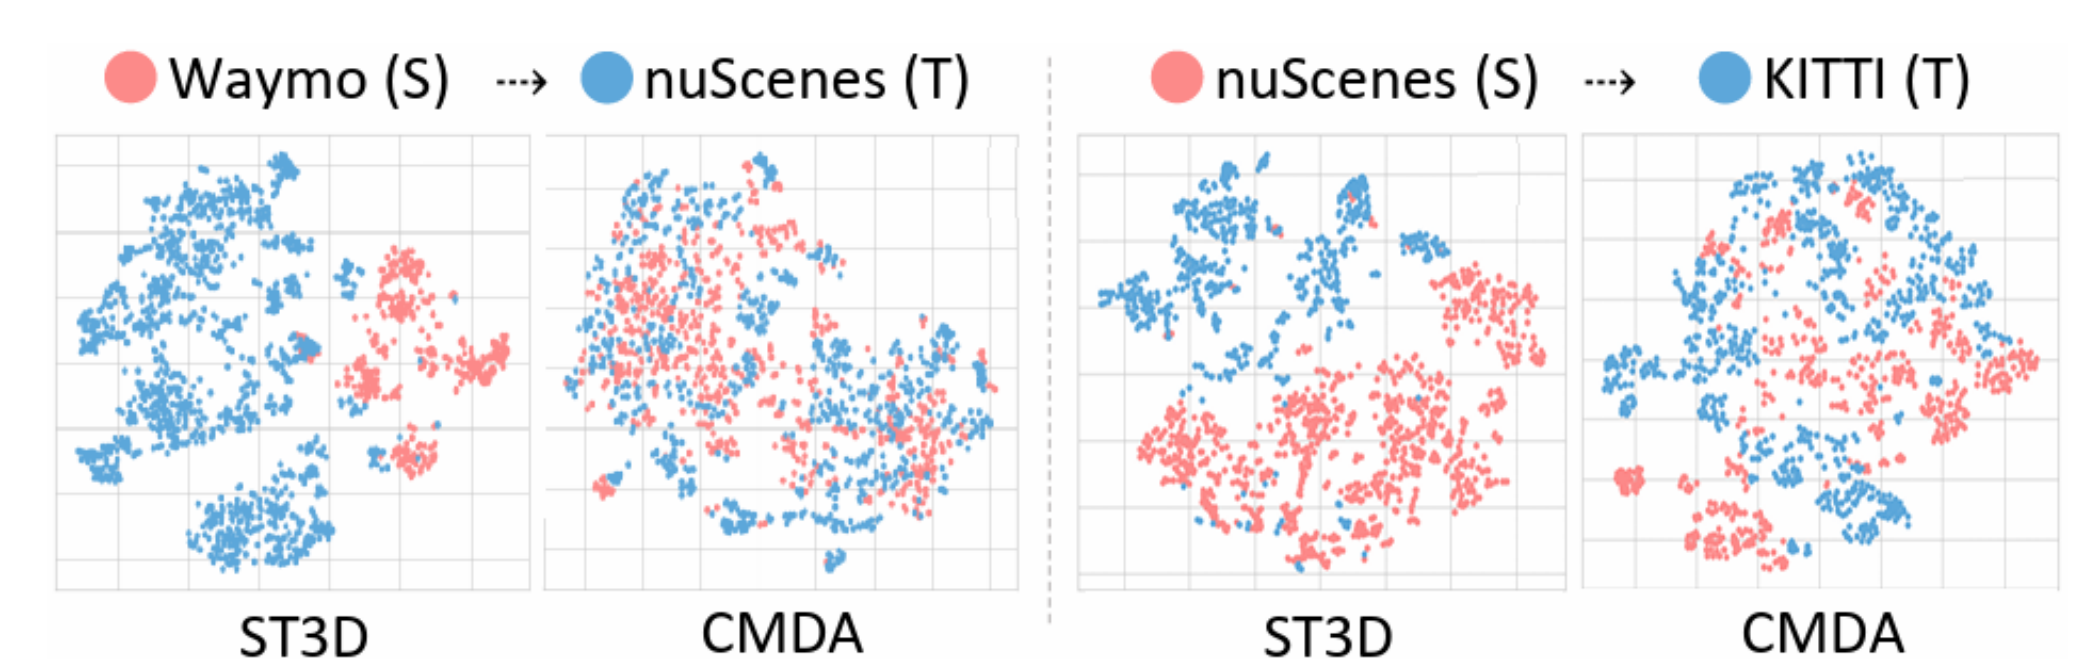 Waymo (S) ⇢ nuScenes (T) nuScenes (S) ⇢ KITTI (T)
ST3D CMDA ST3D CMDA